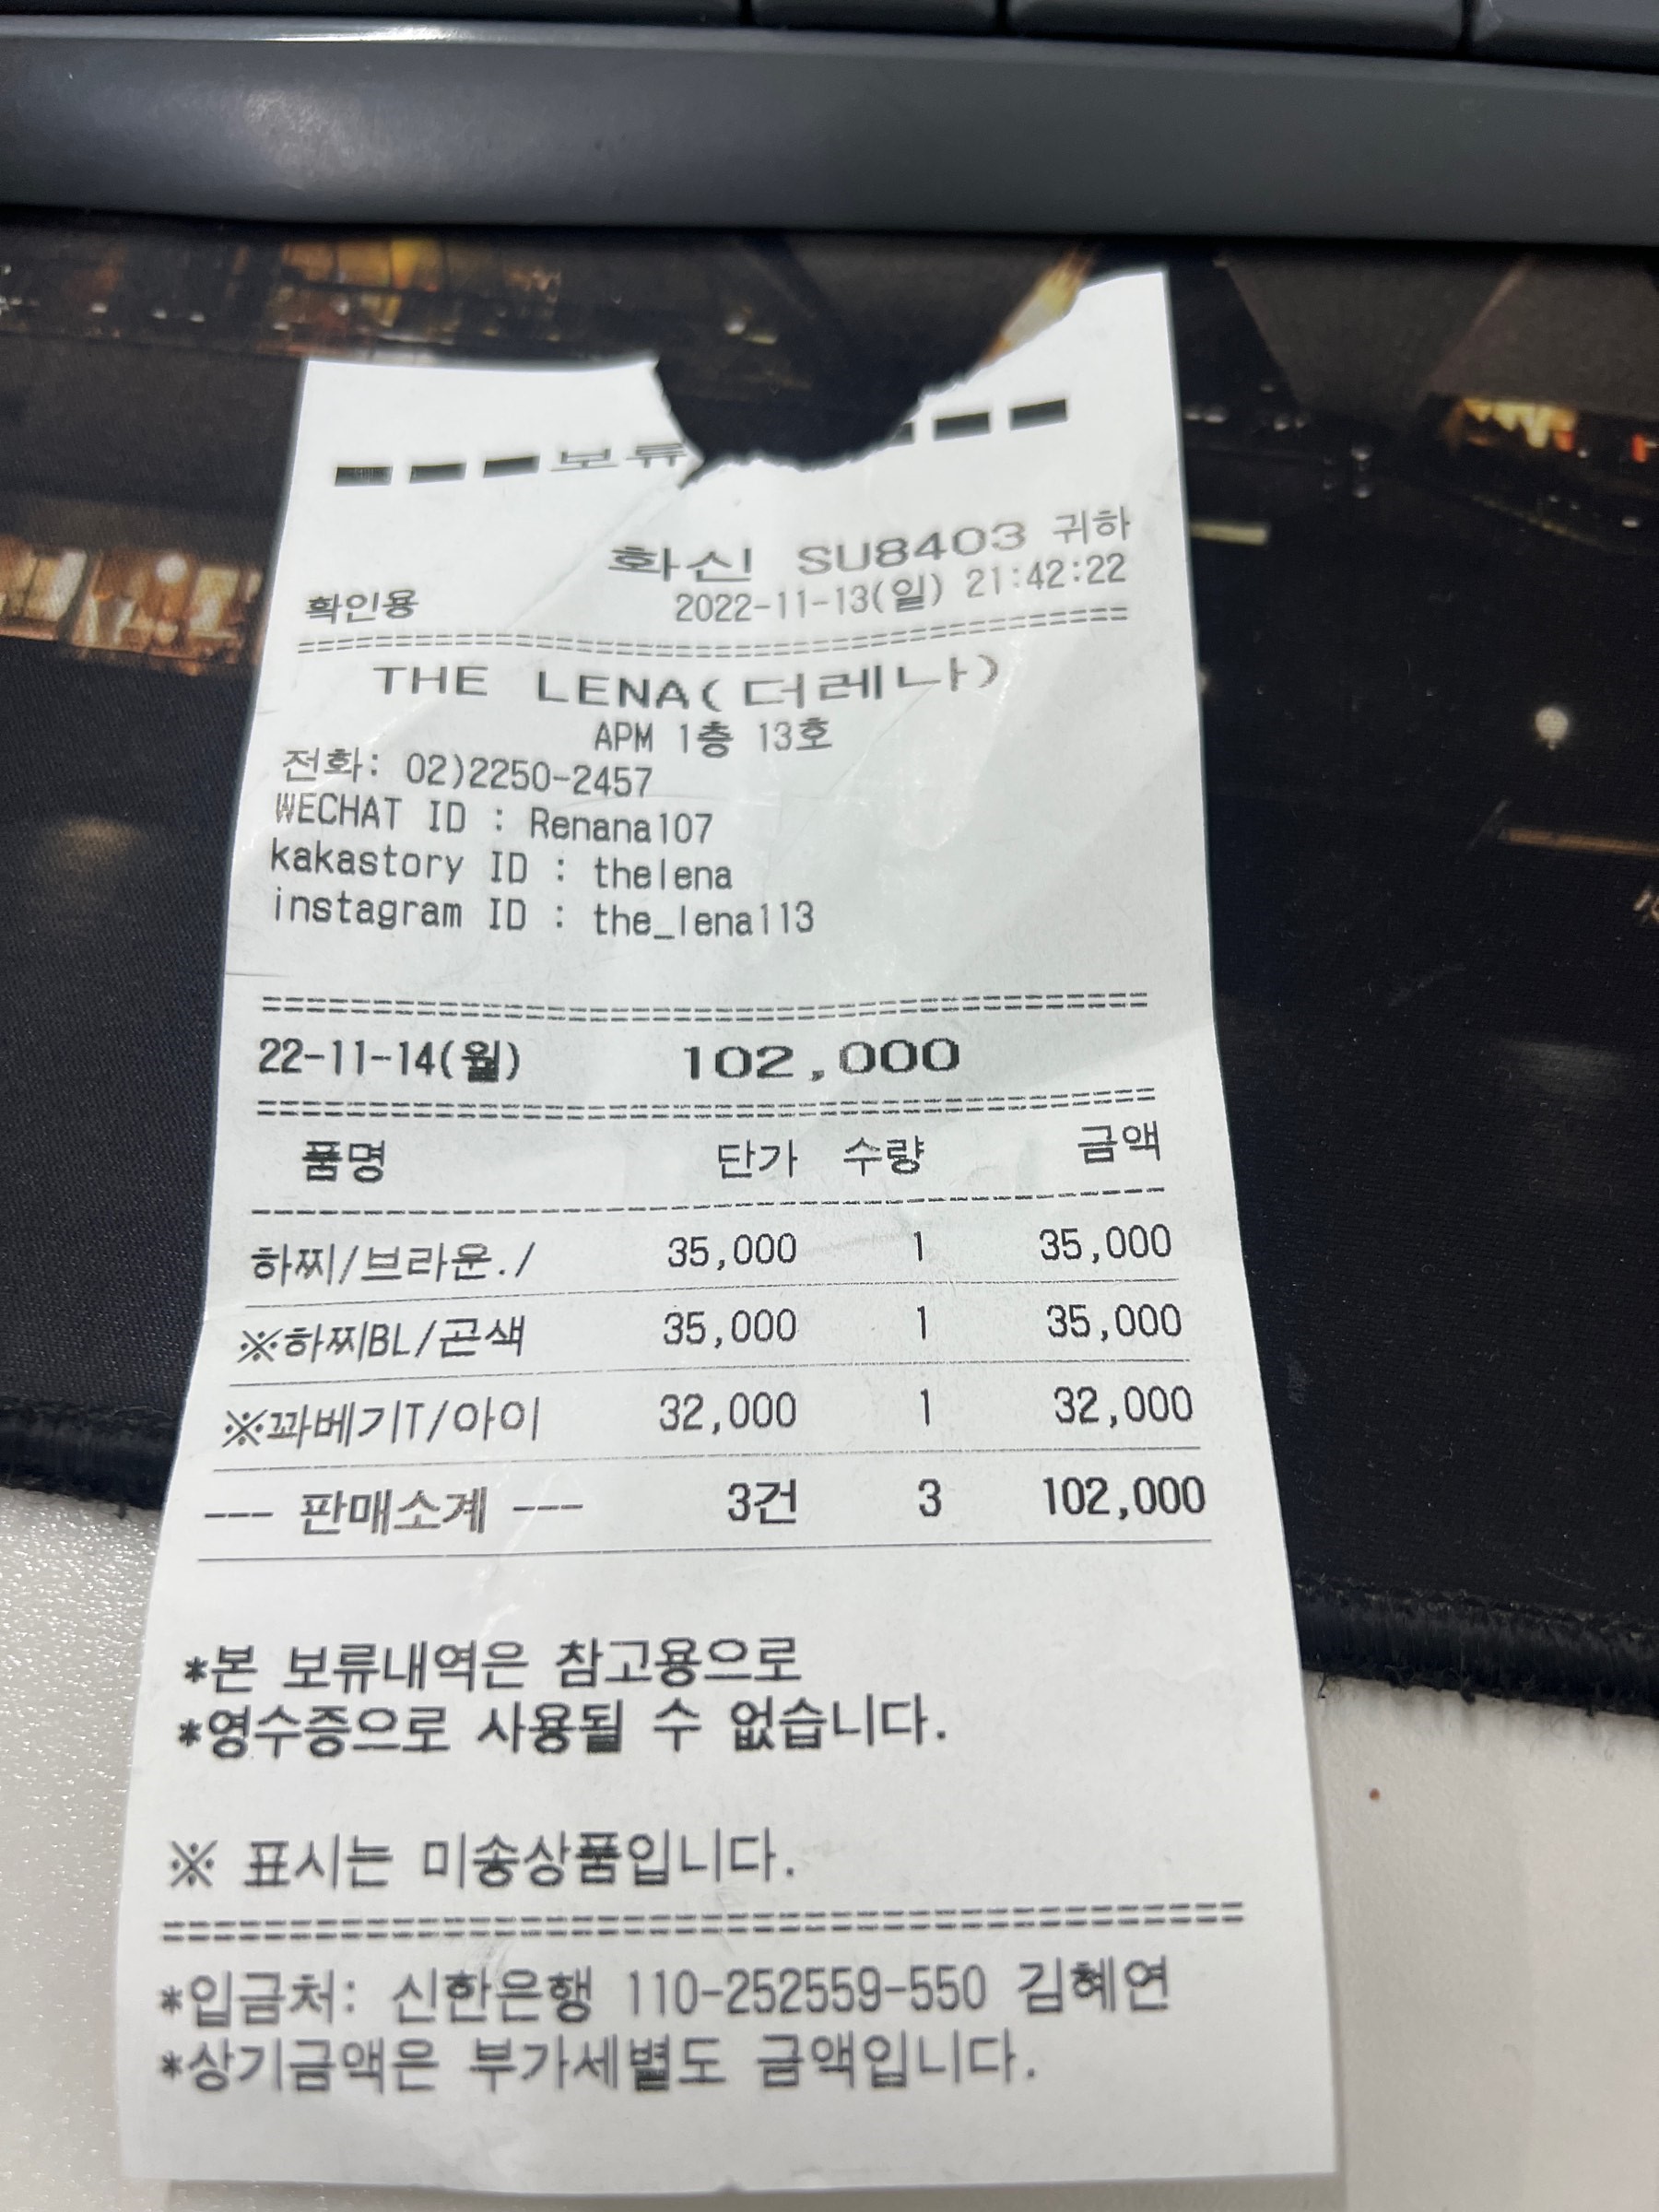 보류
화신 SU8403 귀하
확인용 2022-11-13(일) 21:42:22
THE LENA(더레나)
APM 1층 13호
전화: 02)2250-2457
WECHAT ID : Renana107
kakastory ID : thelena
instagram ID : the_lena113
22-11-14(월) 102,000
품명 단가 수량 금액
하찌/브라운./ 35,000 1 35,000
※하찌BL/곤색 35,000 1 35,000
※꽈베기T/아이 32,000 1 32,000
--- 판매소계 --- 3건 3 102,000
*본 보류내역은 참고용으로
*영수증으로 사용될 수 없습니다.
※ 표시는 미송상품입니다.
*입금처: 신한은행 110-252559-550 김혜연
*상기금액은 부가세별도 금액입니다.